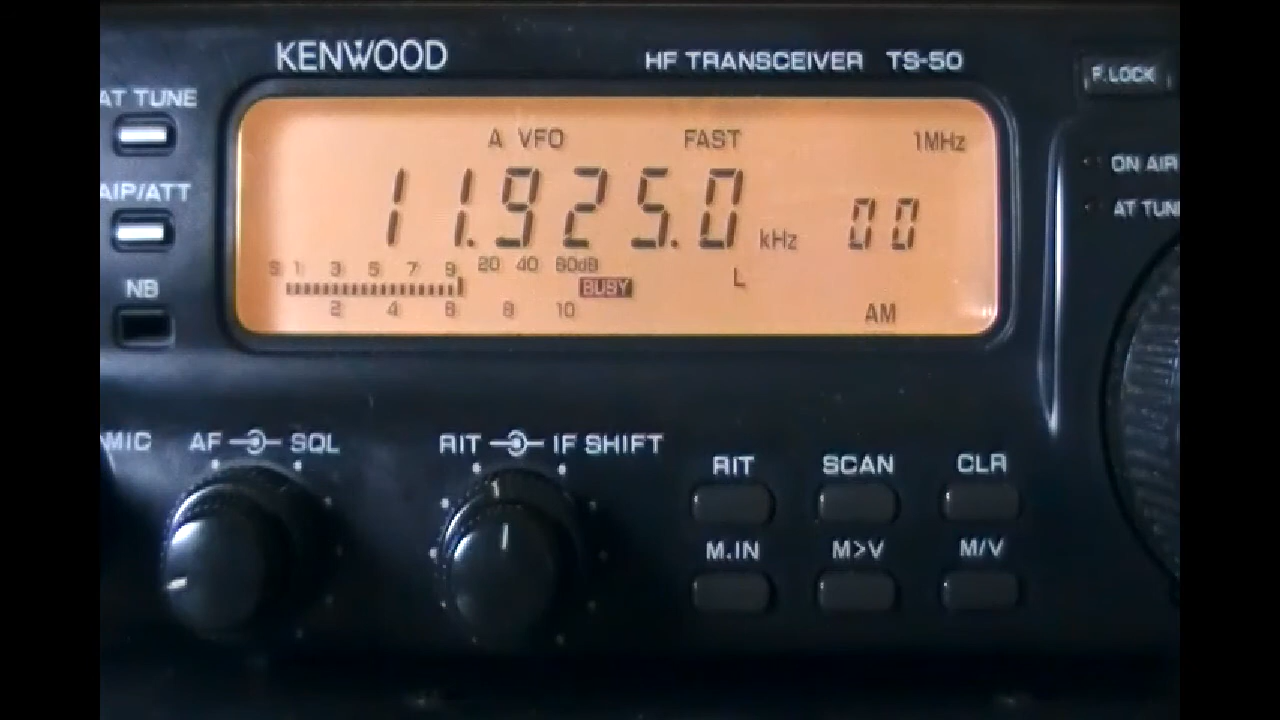 KENWOOD HF TRANSCEIVER TS-50
F.LOCK
AT TUNE
A VFO FAST 1MHz
ON AIR
AIP/ATT
11.925.0 kHz 00
AT TUN
S 1 3 5 7 9 20 40 60dB
L
NB
BUSY
2 4 6 8 10
AM
MIC AF SQL RIT IF SHIFT
RIT SCAN CLR
M.IN M>V M/V